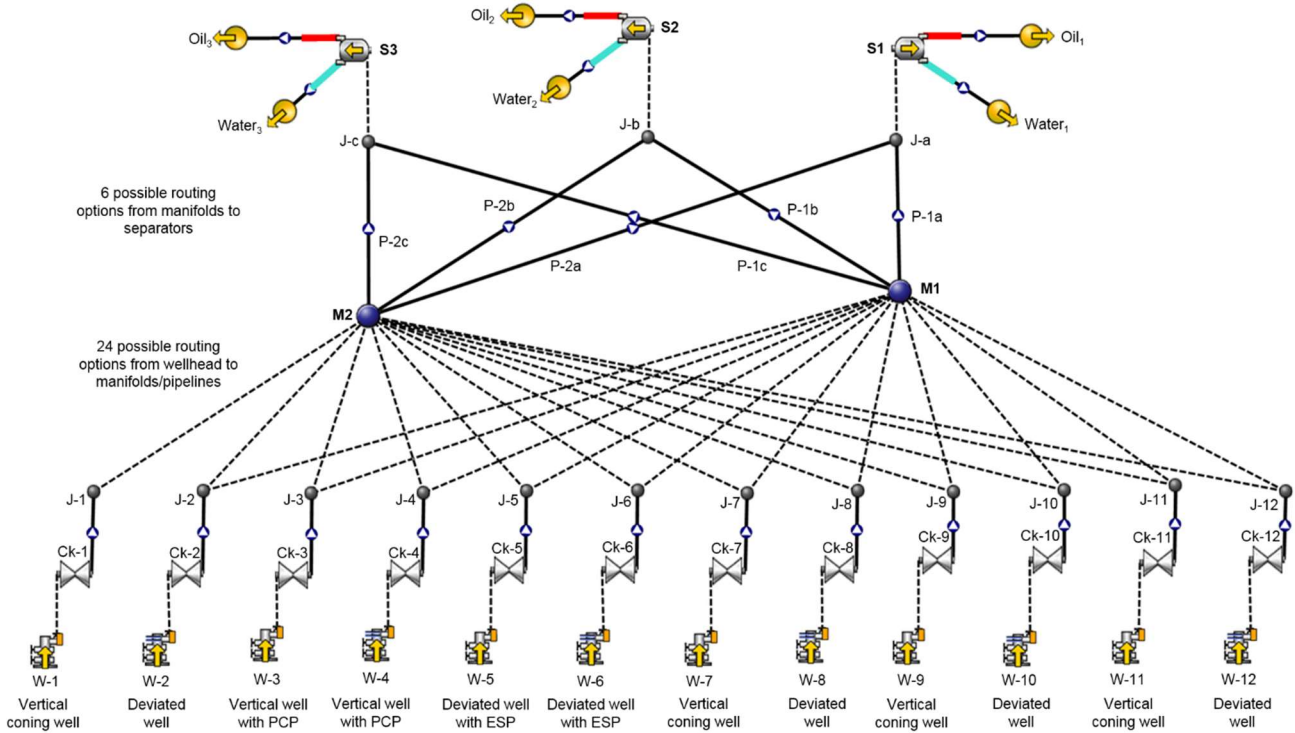 Oil₃
S3
Oil₂
S2
S1
Oil₁
Water₃
Water₂
Water₁
J-c
J-b
J-a
6 possible routing
options from manifolds to
separators
P-2c
P-2b
P-2a
P-1c
P-1b
P-1a
M2
M1
24 possible routing
options from wellhead to
manifolds/pipelines
J-1
J-2
J-3
J-4
J-5
J-6
J-7
J-8
J-9
J-10
J-11
J-12
Ck-1
Ck-2
Ck-3
Ck-4
Ck-5
Ck-6
Ck-7
Ck-8
Ck-9
Ck-10
Ck-11
Ck-12
W-1
Vertical
coning well
W-2
Deviated
well
W-3
Vertical well
with PCP
W-4
Vertical well
with PCP
W-5
Deviated well
with ESP
W-6
Deviated well
with ESP
W-7
Vertical
coning well
W-8
Deviated
well
W-9
Vertical
coning well
W-10
Deviated
well
W-11
Vertical
coning well
W-12
Deviated
well